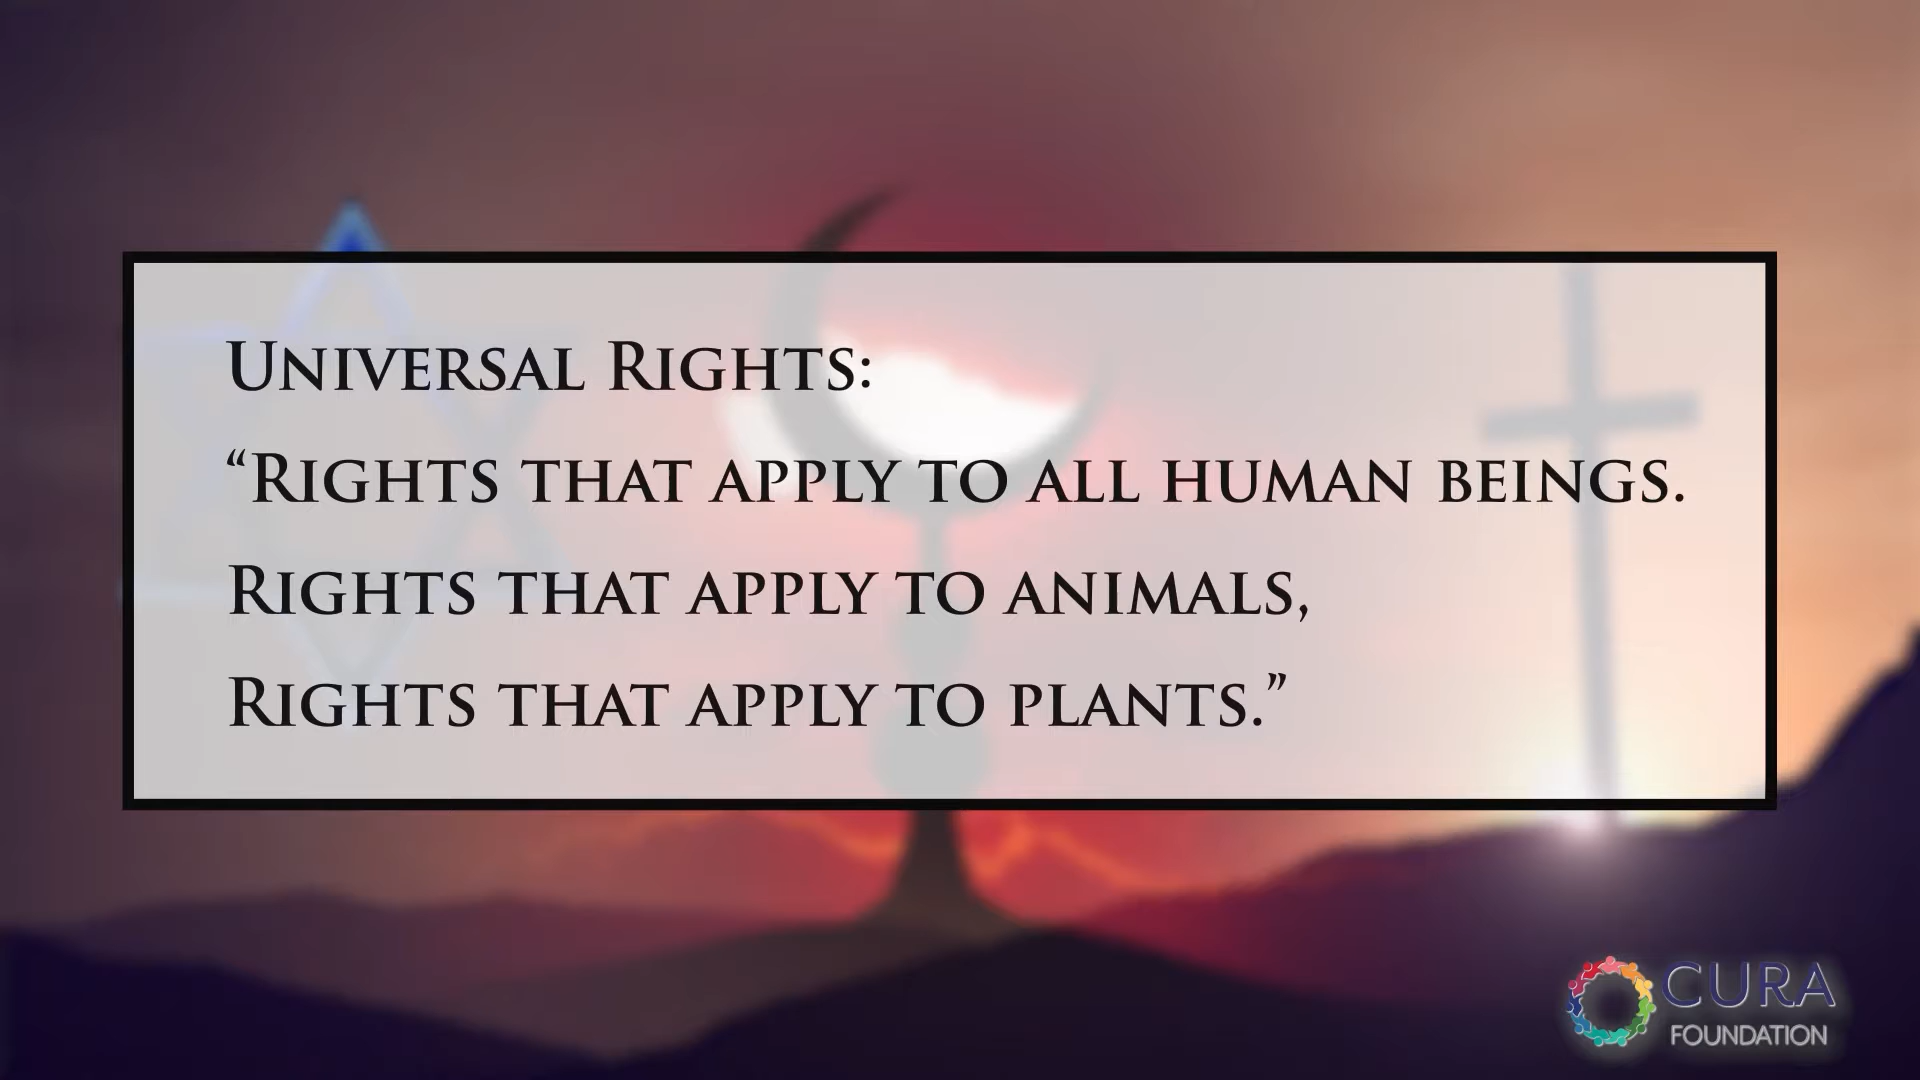 Universal Rights:
“Rights that apply to all human beings.
Rights that apply to animals,
Rights that apply to plants.”
CURA
FOUNDATION